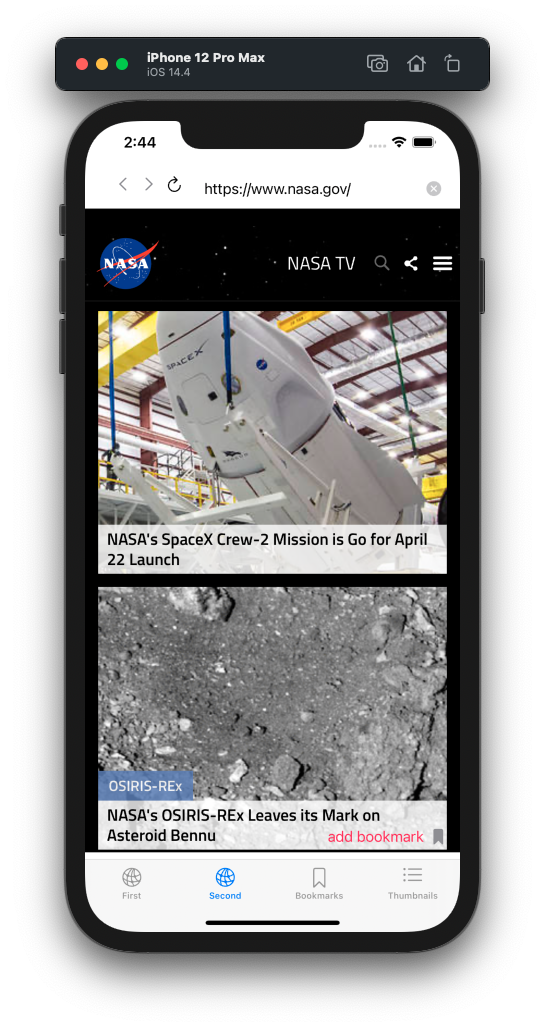 iPhone 12 Pro Max
iOS 14.4
2:44
https://www.nasa.gov/
NASA
NASA TV
SPACEX
NASA's SpaceX Crew-2 Mission is Go for April
22 Launch
OSIRIS-REx
NASA's OSIRIS-REx Leaves its Mark on
Asteroid Bennu
add bookmark
First
Second
Bookmarks
Thumbnails